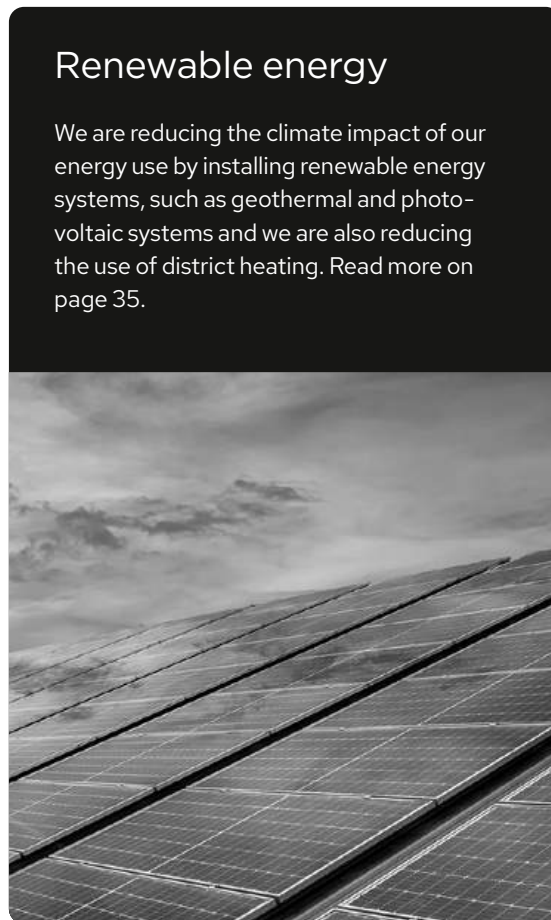 Renewable energy
We are reducing the climate impact of our
energy use by installing renewable energy
systems, such as geothermal and photo-
voltaic systems and we are also reducing
the use of district heating. Read more on
page 35.